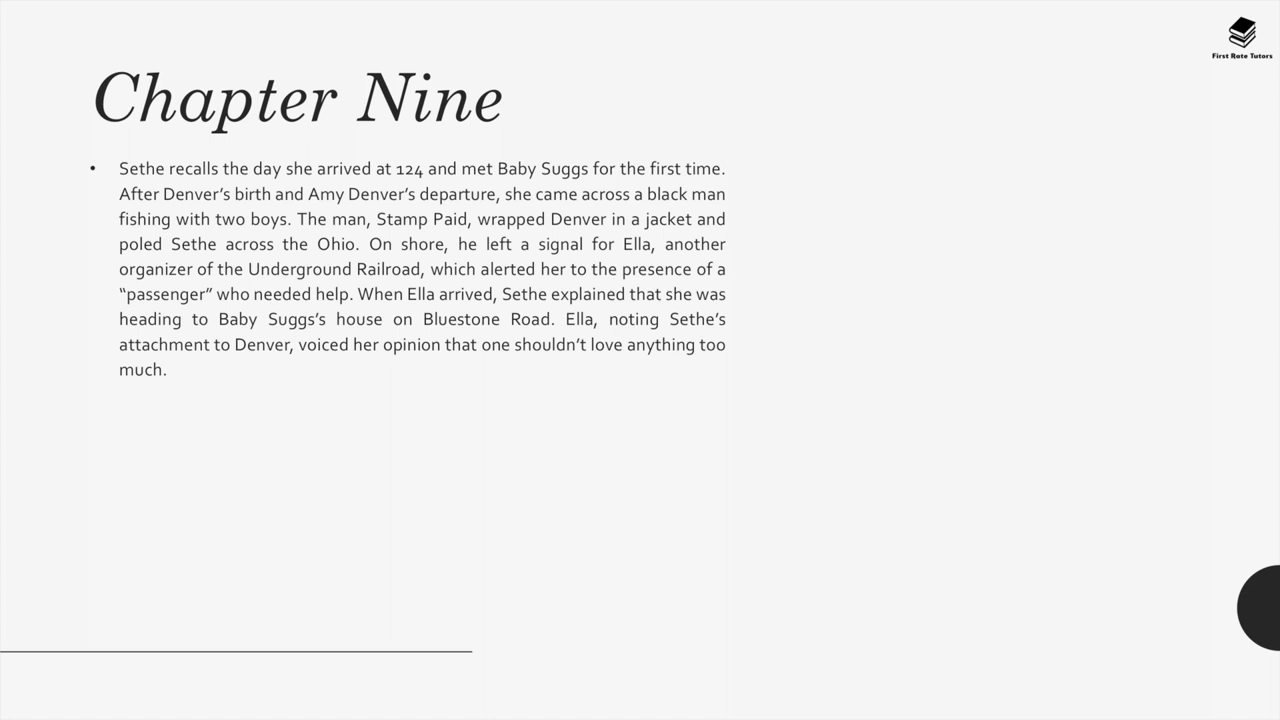 First Rate Tutors
Chapter Nine
• Sethe recalls the day she arrived at 124 and met Baby Suggs for the first time.
After Denver’s birth and Amy Denver’s departure, she came across a black man
fishing with two boys. The man, Stamp Paid, wrapped Denver in a jacket and
poled Sethe across the Ohio. On shore, he left a signal for Ella, another
organizer of the Underground Railroad, which alerted her to the presence of a
“passenger” who needed help. When Ella arrived, Sethe explained that she was
heading to Baby Suggs’s house on Bluestone Road. Ella, noting Sethe’s
attachment to Denver, voiced her opinion that one shouldn’t love anything too
much.